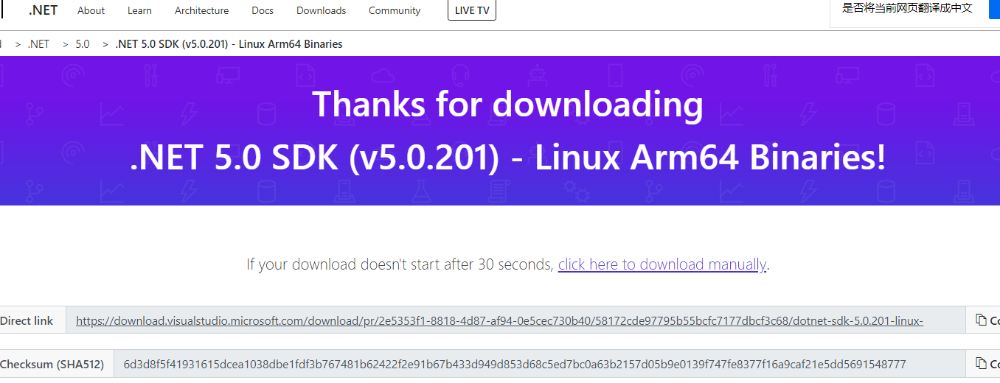 .NET About Learn Architecture Docs Downloads Community LIVE TV 是否将当前网页翻译成中文
> .NET > 5.0 > .NET 5.0 SDK (v5.0.201) - Linux Arm64 Binaries
Thanks for downloading
.NET 5.0 SDK (v5.0.201) - Linux Arm64 Binaries!
If your download doesn't start after 30 seconds, click here to download manually.
Direct link https://download.visualstudio.microsoft.com/download/pr/2e5353f1-8818-4d87-af94-0e5cec730b40/58172cde97795b55bcfc7177dbcf3c68/dotnet-sdk-5.0.201-linux-
Checksum (SHA512) 6d3d8f5f41931615dcea1038dbe1fdf3b767481b62422f2e91b67b433d949d853d68c5ed7bc0a63b2157d05b9e0139f747fe8377f16a9caf21e5dd5691548777